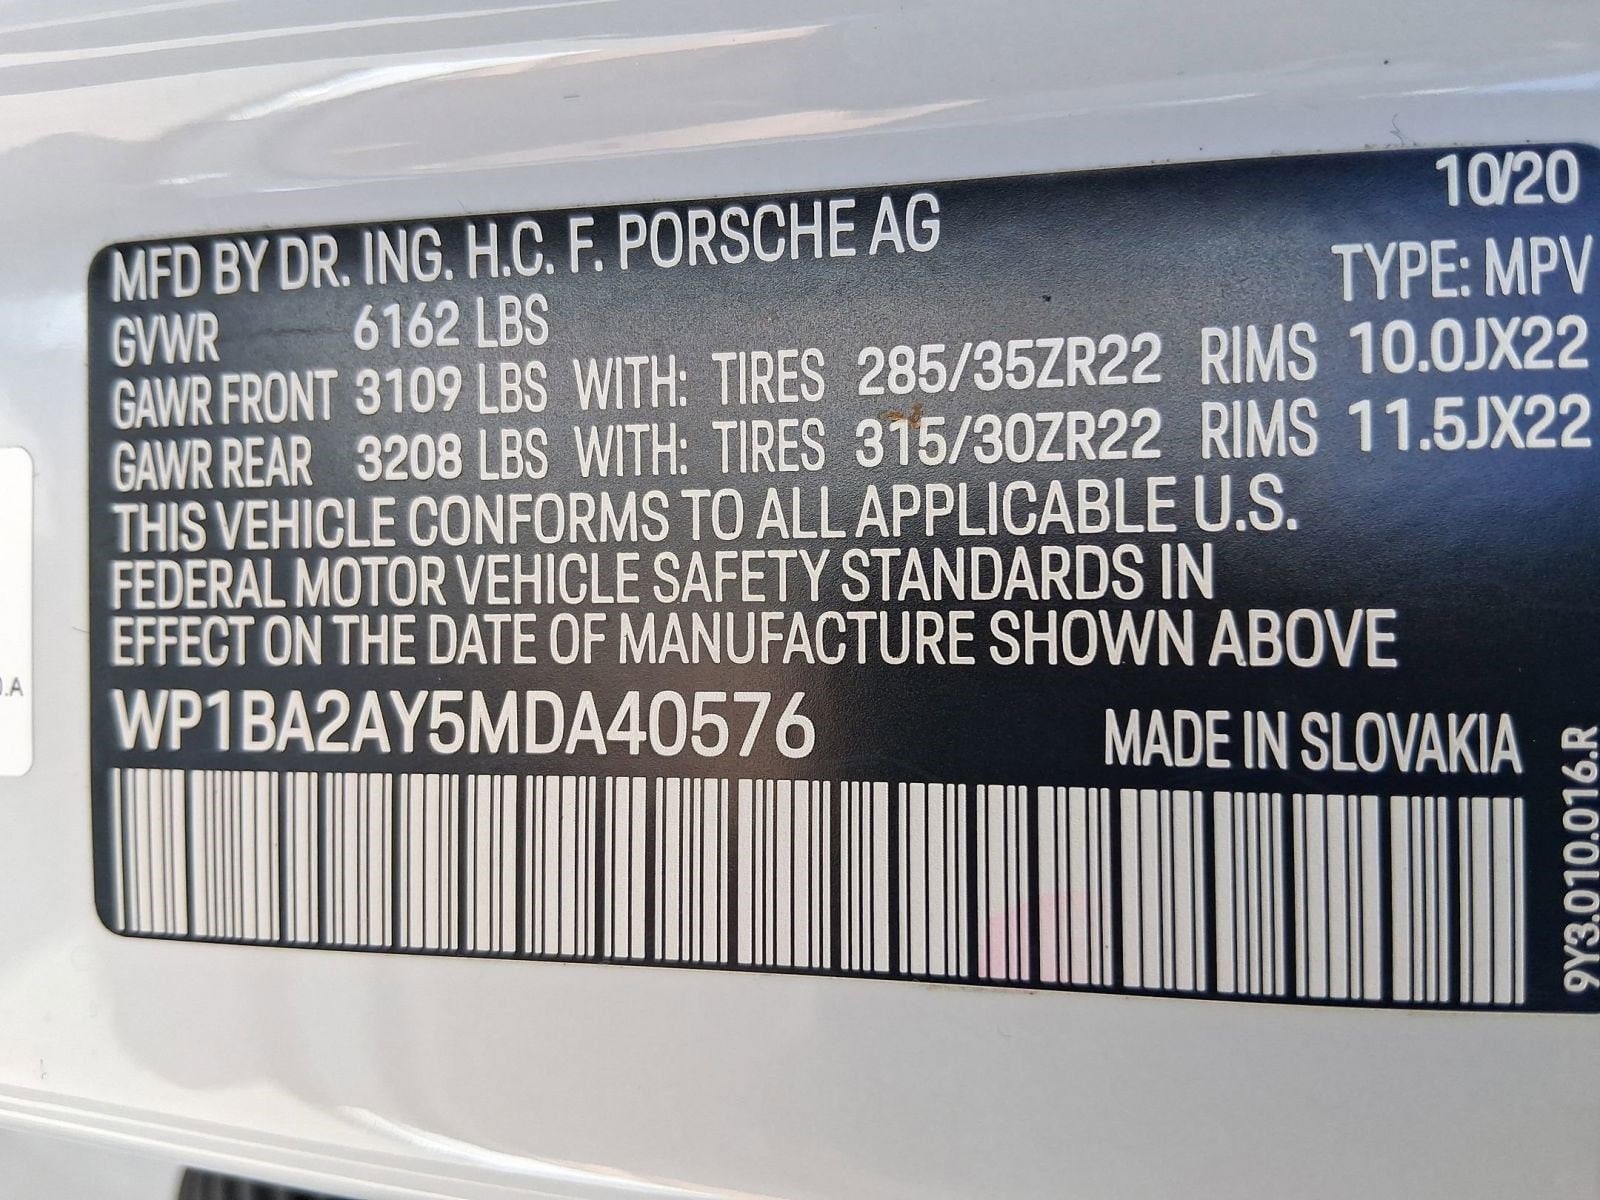 10/20
MFD BY DR. ING. H.C. F. PORSCHE AG
TYPE: MPV
GVWR 6162 LBS
GAWR FRONT 3109 LBS WITH: TIRES 285/35ZR22 RIMS 10.0JX22
GAWR REAR 3208 LBS WITH: TIRES 315/30ZR22 RIMS 11.5JX22
THIS VEHICLE CONFORMS TO ALL APPLICABLE U.S.
FEDERAL MOTOR VEHICLE SAFETY STANDARDS IN
EFFECT ON THE DATE OF MANUFACTURE SHOWN ABOVE
WP1BA2AY5MDA40576
MADE IN SLOVAKIA
9Y3.010.016.R